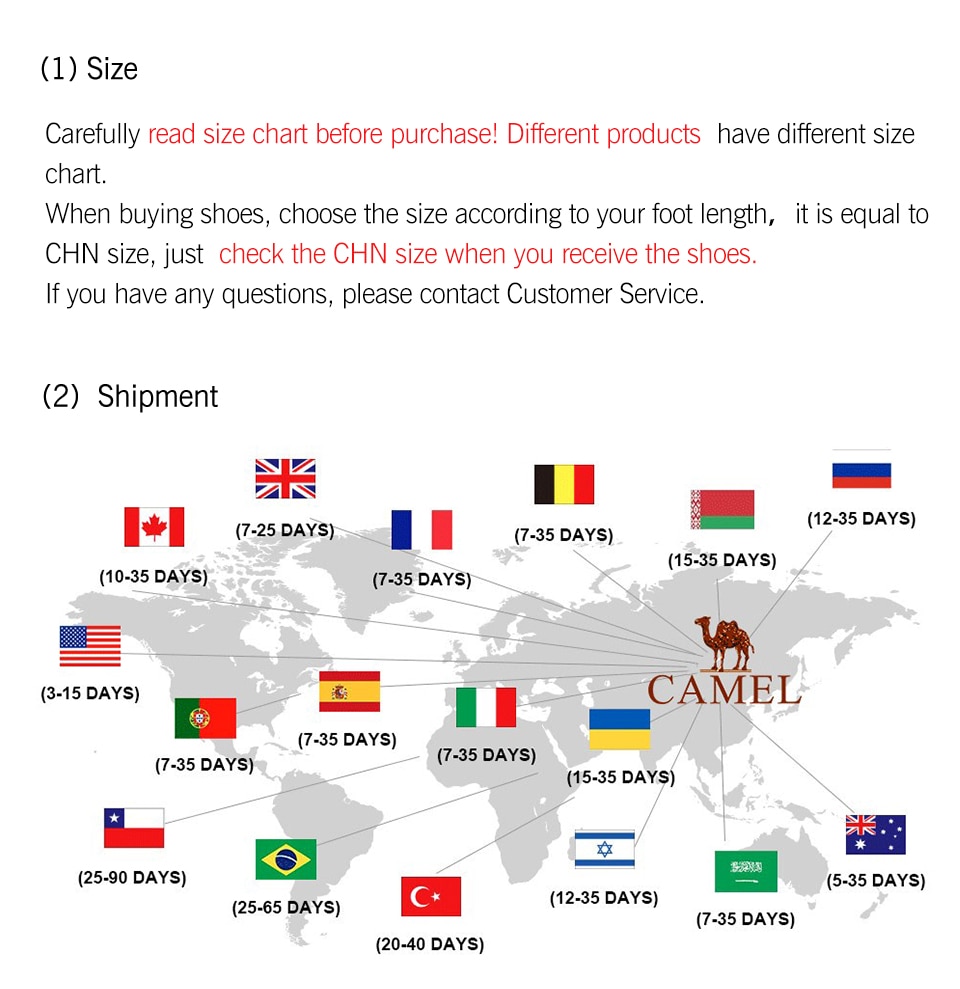 (1) Size
Carefully read size chart before purchase! Different products have different size
chart.
When buying shoes, choose the size according to your foot length, it is equal to
CHN size, just check the CHN size when you receive the shoes.
If you have any questions, please contact Customer Service.
(2) Shipment
(7-25 DAYS)
(7-35 DAYS)
(12-35 DAYS)
(10-35 DAYS)
(7-35 DAYS)
(15-35 DAYS)
(3-15 DAYS)
CAMEL
(7-35 DAYS)
(7-35 DAYS)
(7-35 DAYS)
(15-35 DAYS)
(25-90 DAYS)
(25-65 DAYS)
(20-40 DAYS)
(12-35 DAYS)
(7-35 DAYS)
(5-35 DAYS)